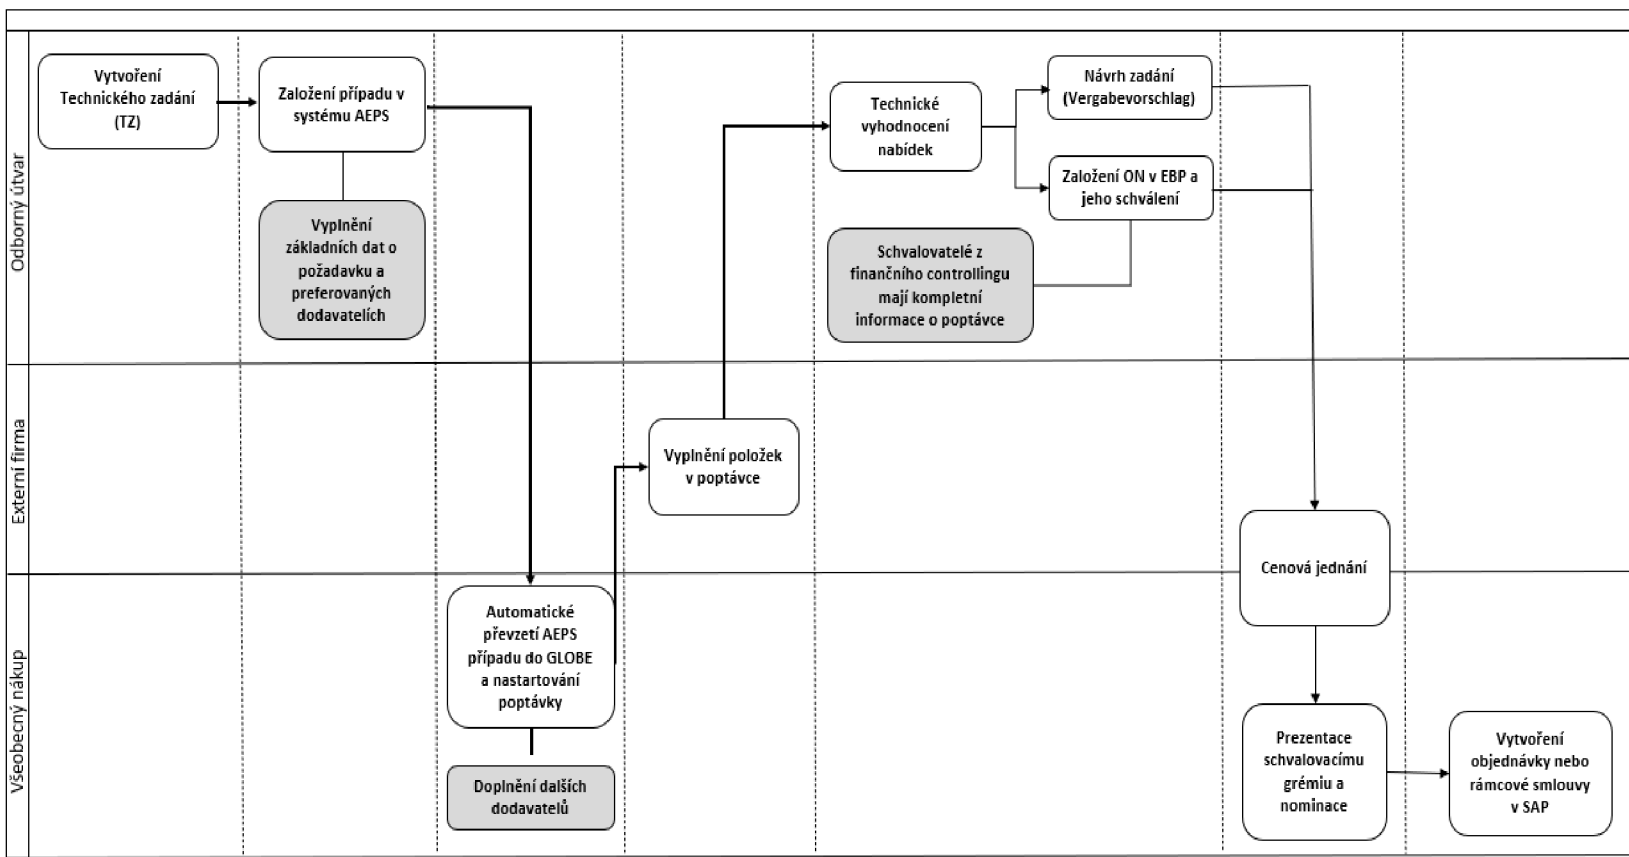 Odborný útvar
Vytvoření
Technického zadání
(TZ)
Založení případu v
systému AEPS
Vyplnění
základních dat o
požadavku a
preferovaných
dodavatelích
Technické
vyhodnocení
nabídek
Návrh zadání
(Vergabevorschlag)
Založení ON v EBP a
jeho schválení
Schvalovatelé z
finančního controllingu
mají kompletní
informace o poptávce
Externí firma
Vyplnění položek
v poptávce
Cenová jednání
Všeobecný nákup
Automatické
převzetí AEPS
případu do GLOBE
a nastartování
poptávky
Doplnění dalších
dodavatelů
Prezentace
schvalovacímu
grémiu a
nominace
Vytvoření
objednávky nebo
rámcové smlouvy
v SAP